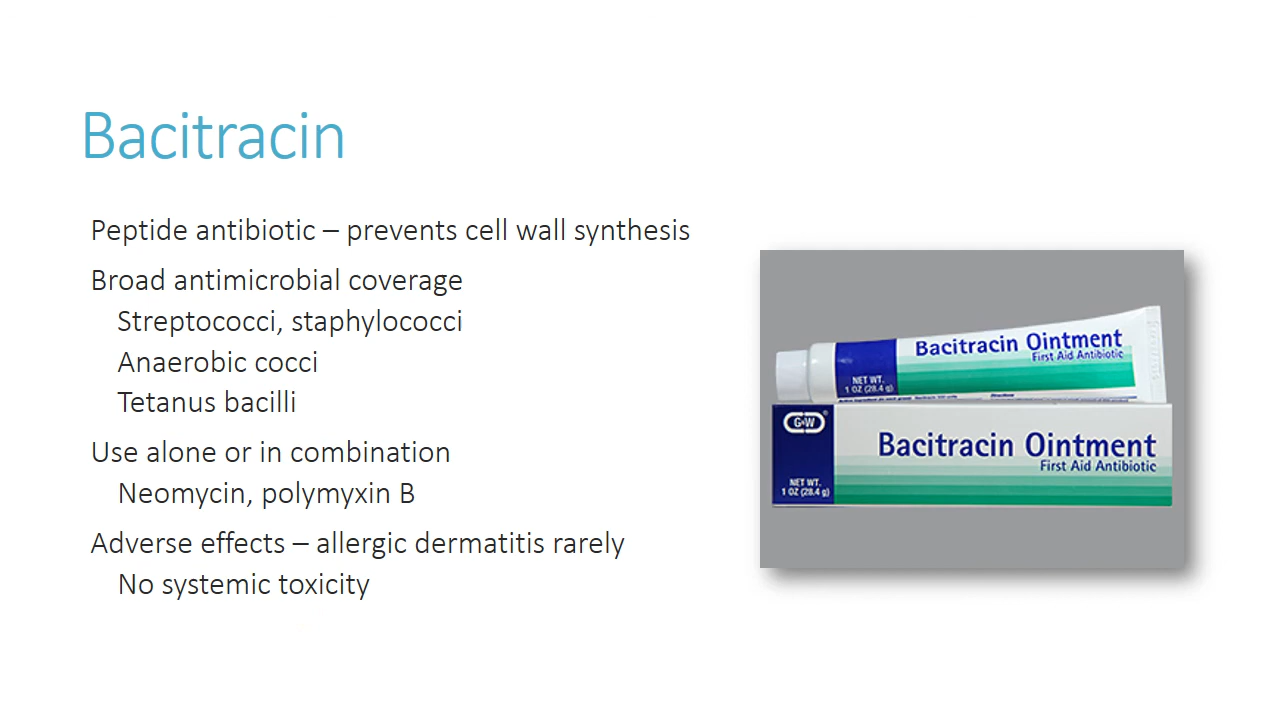 Bacitracin
Peptide antibiotic – prevents cell wall synthesis
Broad antimicrobial coverage
Streptococci, staphylococci
Anaerobic cocci
Tetanus bacilli
Use alone or in combination
Neomycin, polymyxin B
Adverse effects – allergic dermatitis rarely
No systemic toxicity
Bacitracin Ointment
First Aid Antibiotic
NET WT.
1 OZ (28.4 g)
G&W®
Bacitracin Ointment
First Aid Antibiotic
NET WT.
1 OZ (28.4 g)